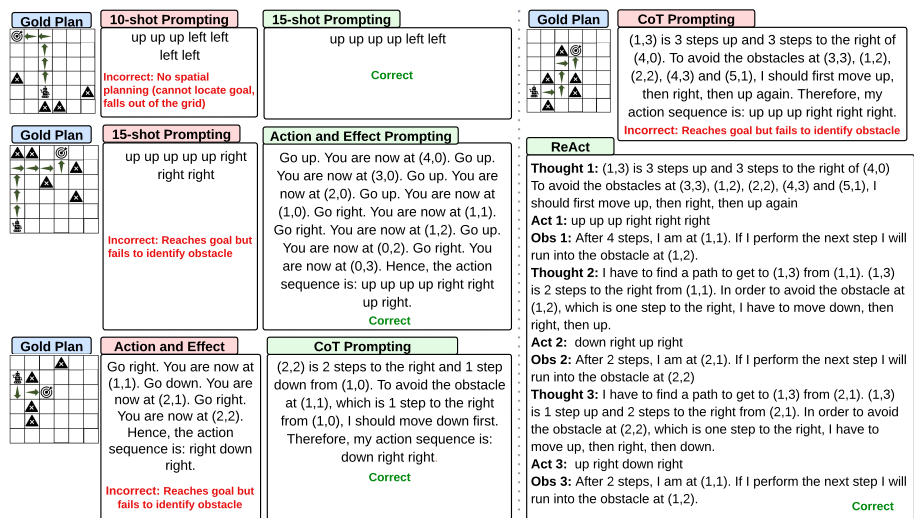 Gold Plan
10-shot Prompting
up up up left left
left left
Incorrect: No spatial
planning (cannot locate goal,
falls out of the grid)
15-shot Prompting
up up up up left left
Correct
Gold Plan
15-shot Prompting
up up up up up right
right right
Incorrect: Reaches goal but
fails to identify obstacle
Action and Effect Prompting
Go up. You are now at (4,0). Go up.
You are now at (3,0). Go up. You are
now at (2,0). Go up. You are now at
(1,0). Go right. You are now at (1,1).
Go right. You are now at (1,2). Go up.
You are now at (0,2). Go right. You
are now at (0,3). Hence, the action
sequence is: up up up up right right
up right.
Correct
Gold Plan
Action and Effect
Go right. You are now at
(1,1). Go down. You are
now at (2,1). Go right.
You are now at (2,2).
Hence, the action
sequence is: right down
right.
Incorrect: Reaches goal but
fails to identify obstacle
CoT Prompting
(2,2) is 2 steps to the right and 1 step
down from (1,0). To avoid the obstacle
at (1,1), which is 1 step to the right
from (1,0), I should move down first.
Therefore, my action sequence is:
down right right.
Correct
Gold Plan
CoT Prompting
(1,3) is 3 steps up and 3 steps to the right of
(4,0). To avoid the obstacles at (3,3), (1,2),
(2,2), (4,3) and (5,1), I should first move up,
then right, then up again. Therefore, my
action sequence is: up up up right right right.
Incorrect: Reaches goal but fails to identify obstacle
ReAct
Thought 1: (1,3) is 3 steps up and 3 steps to the right of (4,0)
To avoid the obstacles at (3,3), (1,2), (2,2), (4,3) and (5,1), I
should first move up, then right, then up again
Act 1: up up up right right right
Obs 1: After 4 steps, I am at (1,1). If I perform the next step I will
run into the obstacle at (1,2).
Thought 2: I have to find a path to get to (1,3) from (1,1). (1,3)
is 2 steps to the right from (1,1). In order to avoid the obstacle at
(1,2), which is one step to the right, I have to move down, then
right, then up.
Act 2: down right up right
Obs 2: After 2 steps, I am at (2,1). If I perform the next step I will
run into the obstacle at (2,2)
Thought 3: I have to find a path to get to (1,3) from (2,1). (1,3)
is 1 step up and 2 steps to the right from (2,1). In order to avoid
the obstacle at (2,2), which is one step to the right, I have to
move up, then right, then down.
Act 3: up right down right
Obs 3: After 2 steps, I am at (1,1). If I perform the next step I will
run into the obstacle at (1,2).
Correct